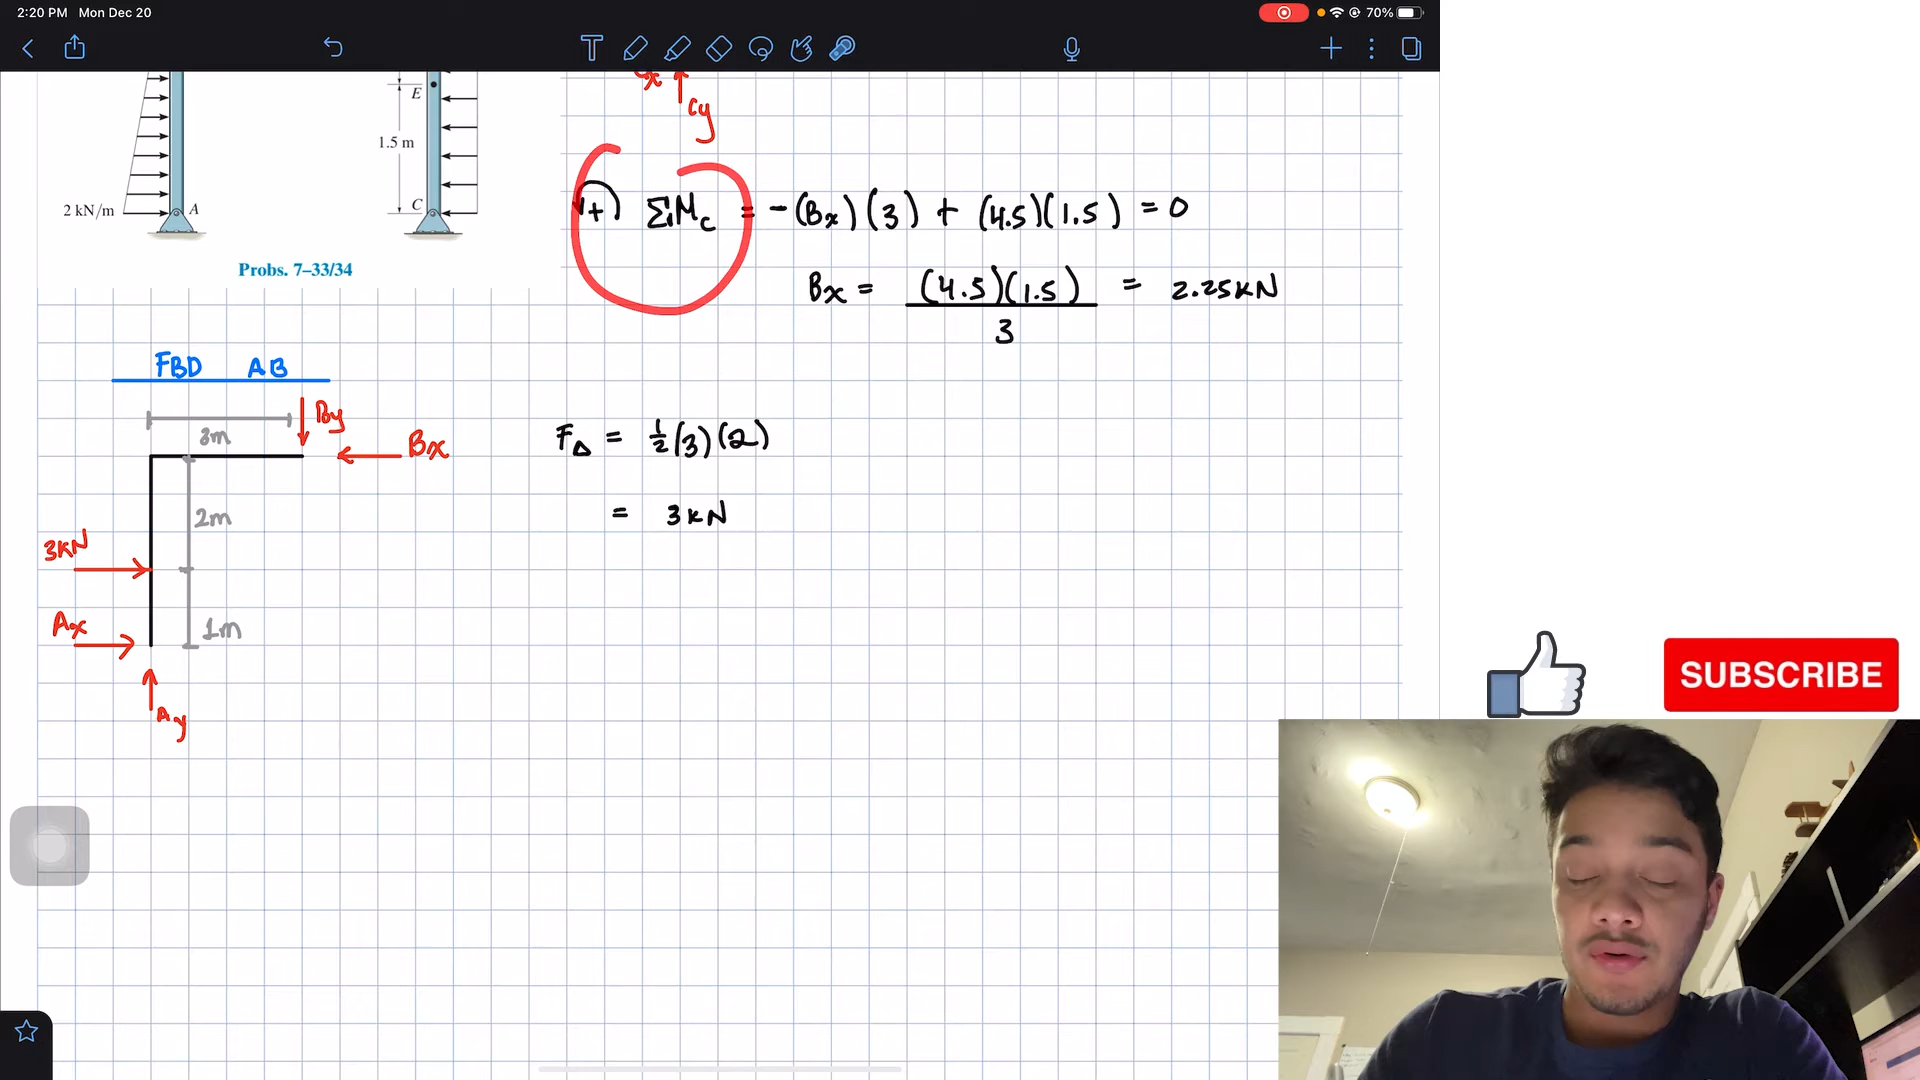 2:20 PM Mon Dec 20
70%
Cy
E
1.5 m
C
2 kN/m
A
Probs. 7–33/34
(+) ΣMc = -(Bx)(3) + (4.5)(1.5) = 0
Bx = (4.5)(1.5) / 3 = 2.25kN
FBD AB
By
3m
Bx
F△ = ½(3)(2)
= 3kN
2m
3kN
Ax
1m
Ay
SUBSCRIBE